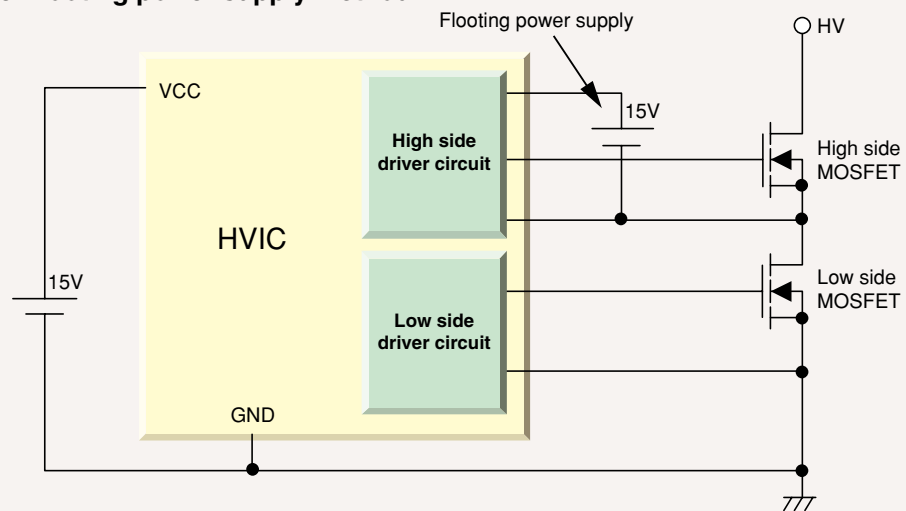 Flooting power supply
HV
VCC
15V
High side
driver circuit
High side
MOSFET
HVIC
15V
Low side
MOSFET
Low side
driver circuit
GND